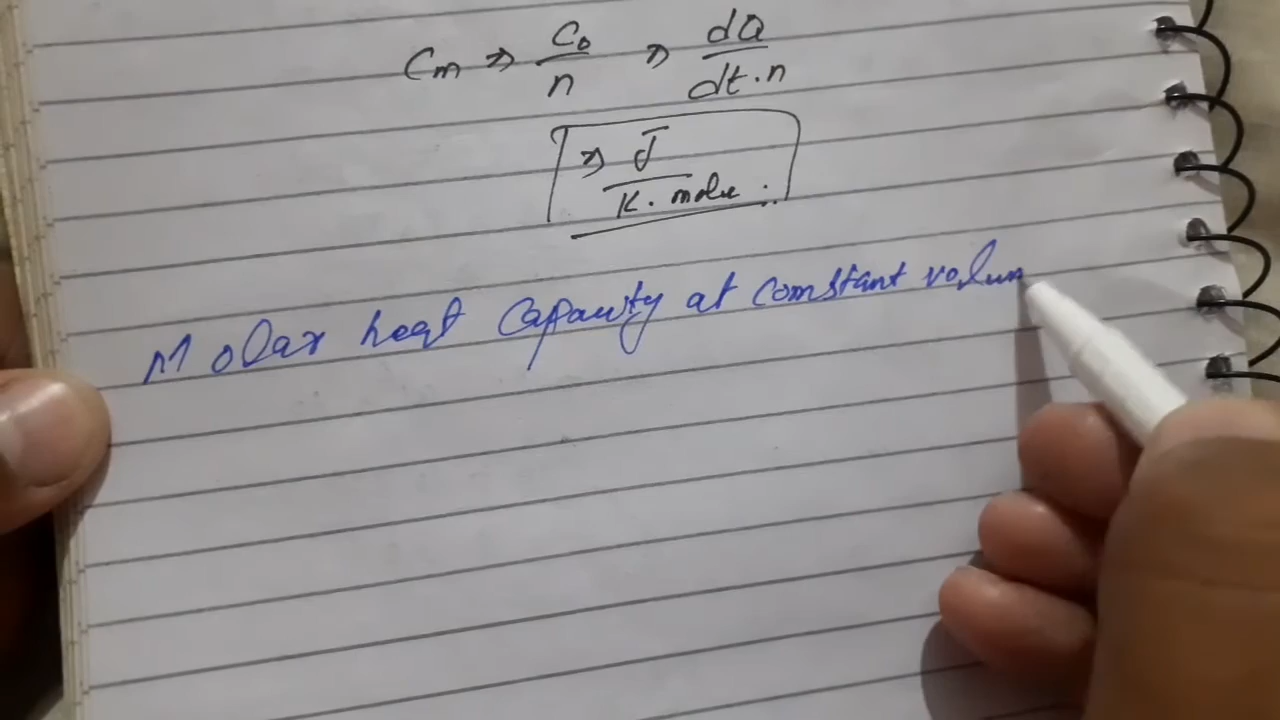 Cm ⇒ C₀/n ⇒ dQ/dt.n
⇒ J/K. mole.
Molar heat Capacity at constant volum